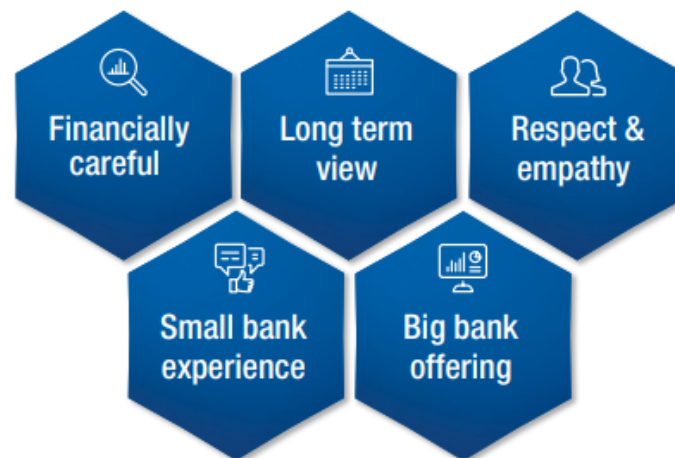 Financially
careful
Long term
view
Respect &
empathy
Small bank
experience
Big bank
offering